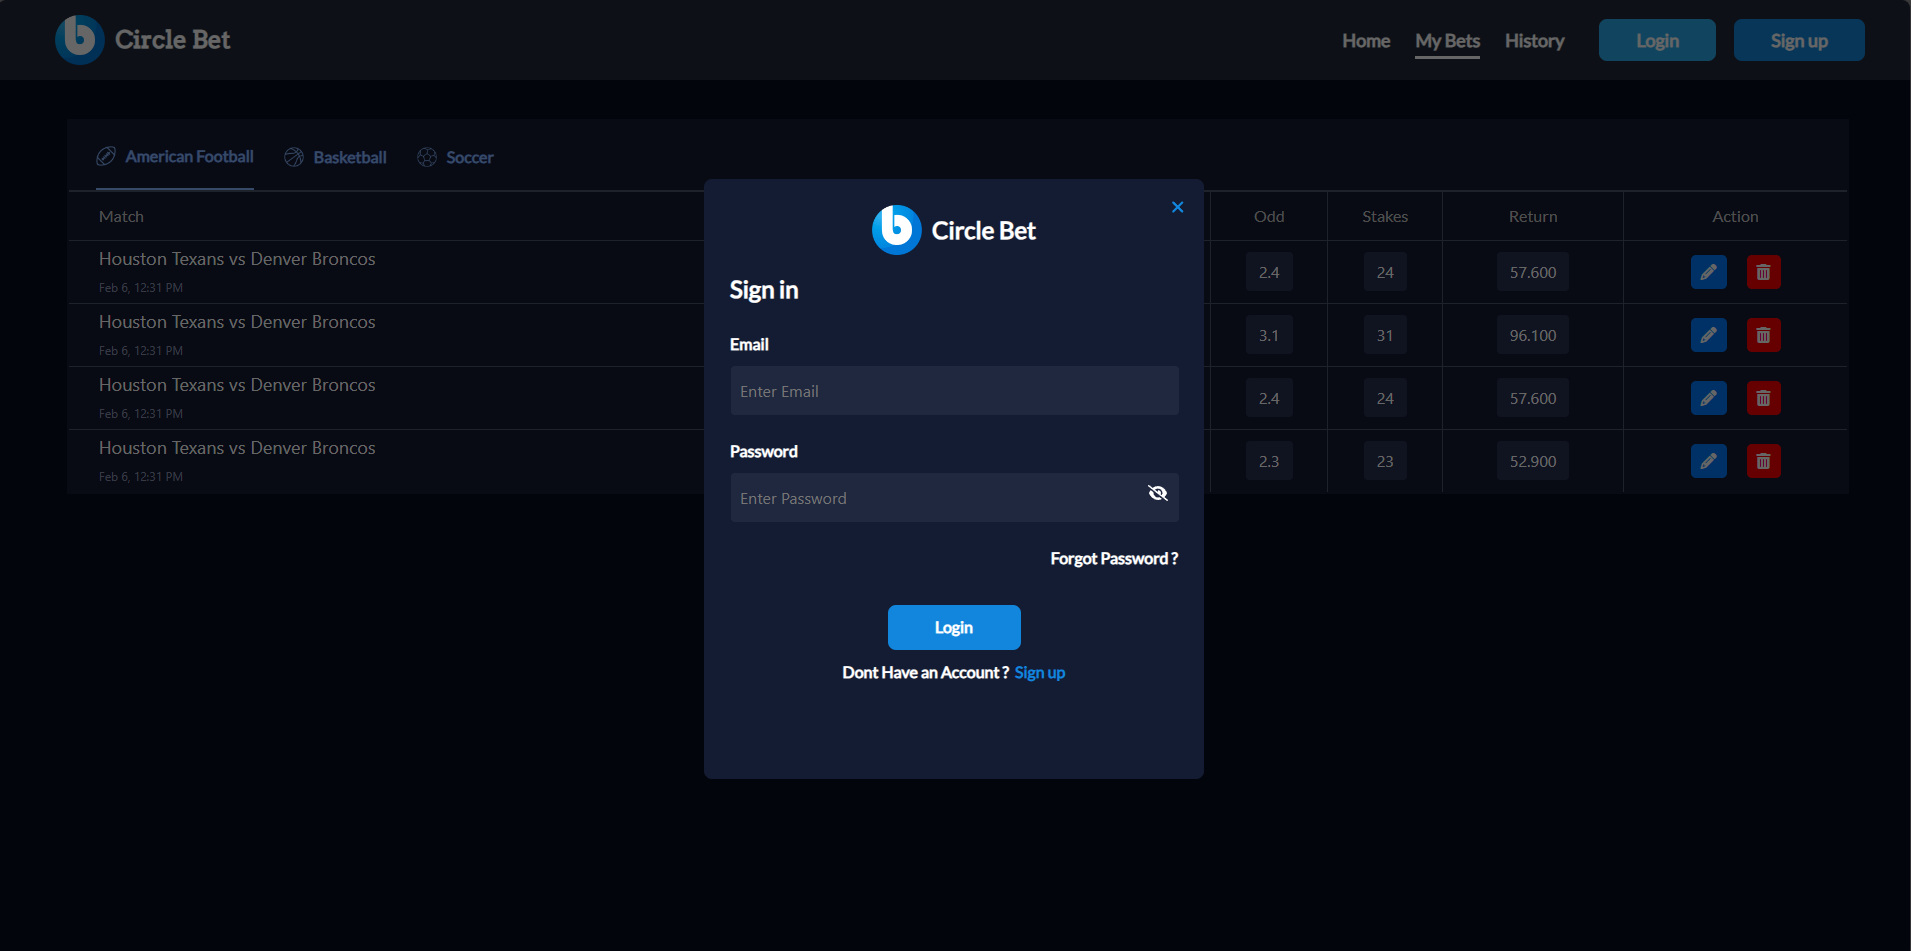 Circle Bet
Home My Bets History Login Sign up
American Football Basketball Soccer
Match Odd Stakes Return Action
Houston Texans vs Denver Broncos
Feb 6, 12:31 PM
2.4 24 57.600
Houston Texans vs Denver Broncos
Feb 6, 12:31 PM
3.1 31 96.100
Houston Texans vs Denver Broncos
Feb 6, 12:31 PM
2.4 24 57.600
Houston Texans vs Denver Broncos
Feb 6, 12:31 PM
2.3 23 52.900
Circle Bet
Sign in
Email
Enter Email
Password
Enter Password
Forgot Password ?
Login
Dont Have an Account ? Sign up